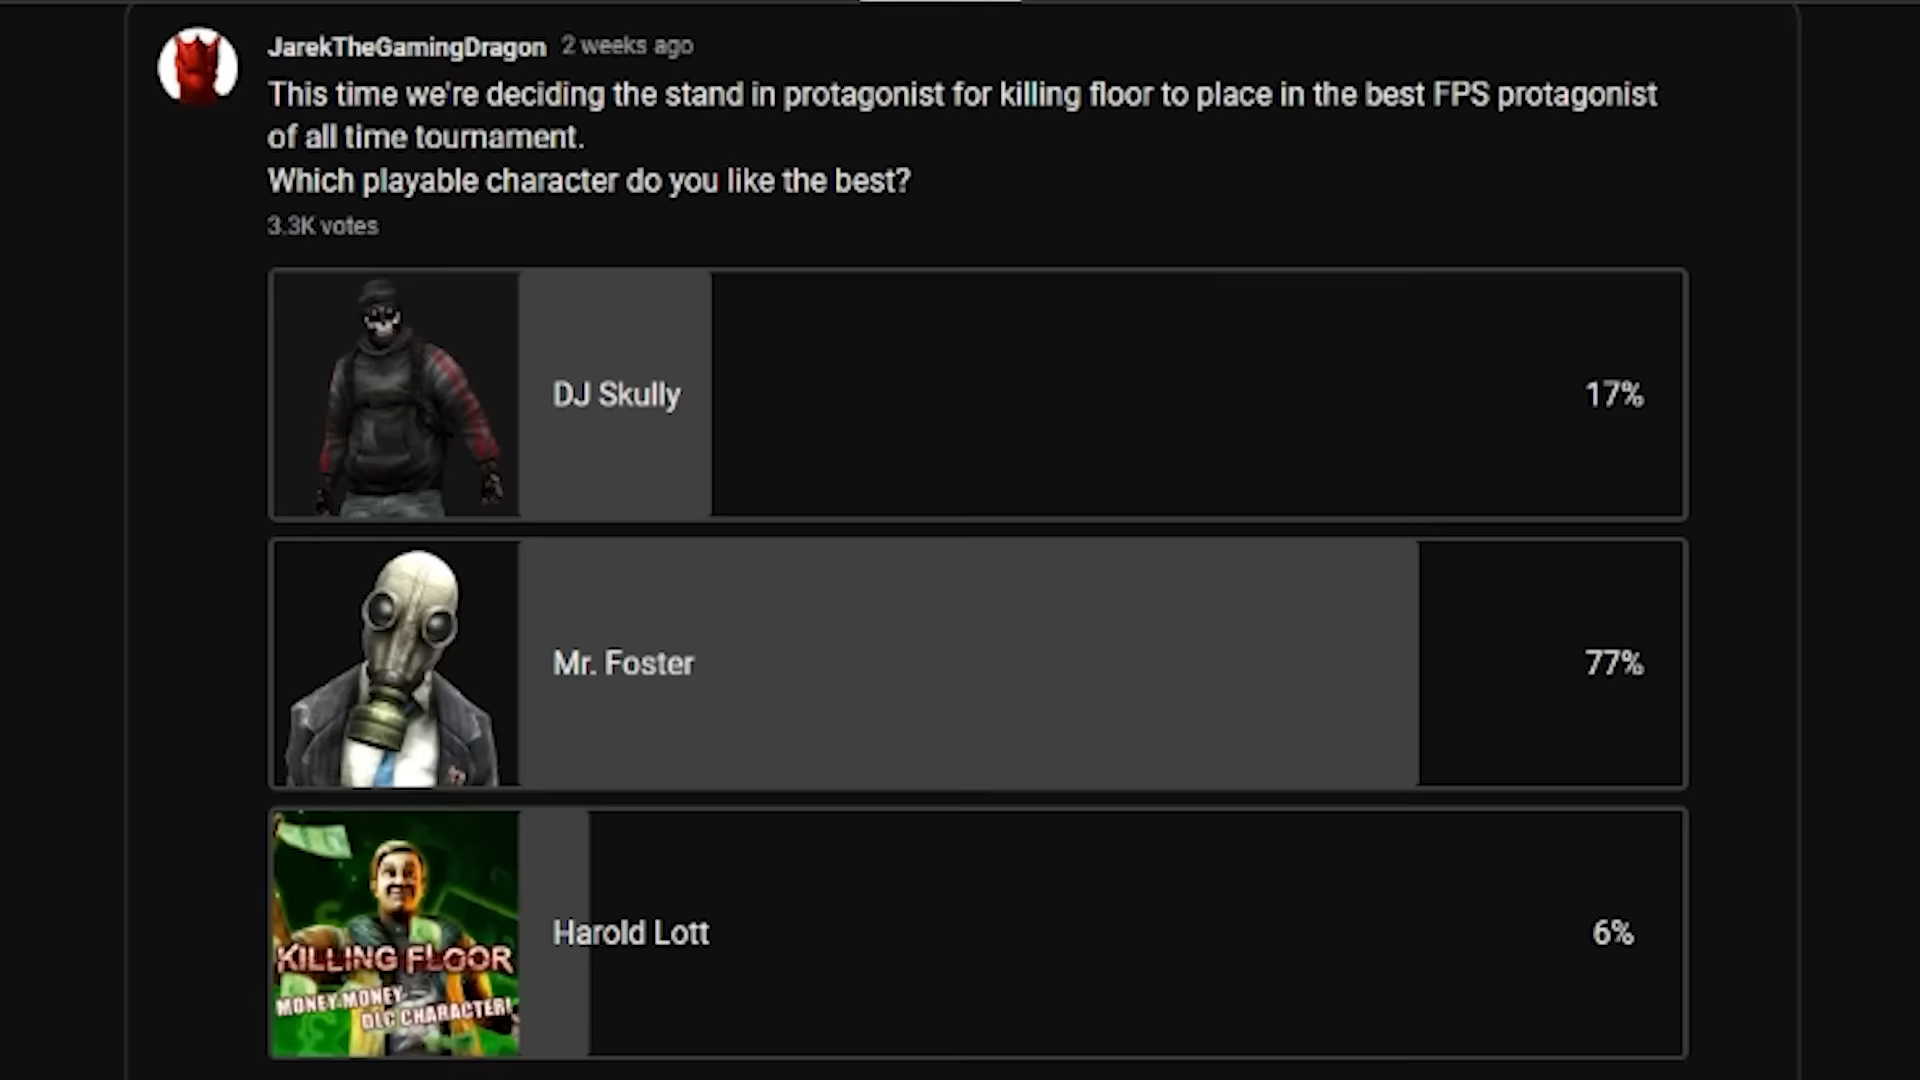 JarekTheGamingDragon 2 weeks ago
This time we're deciding the stand in protagonist for killing floor to place in the best FPS protagonist
of all time tournament.
Which playable character do you like the best?
3.3K votes
DJ Skully 17%
Mr. Foster 77%
Harold Lott 6%
KILLING FLOOR
MONEY MONEY
DLC CHARACTER!